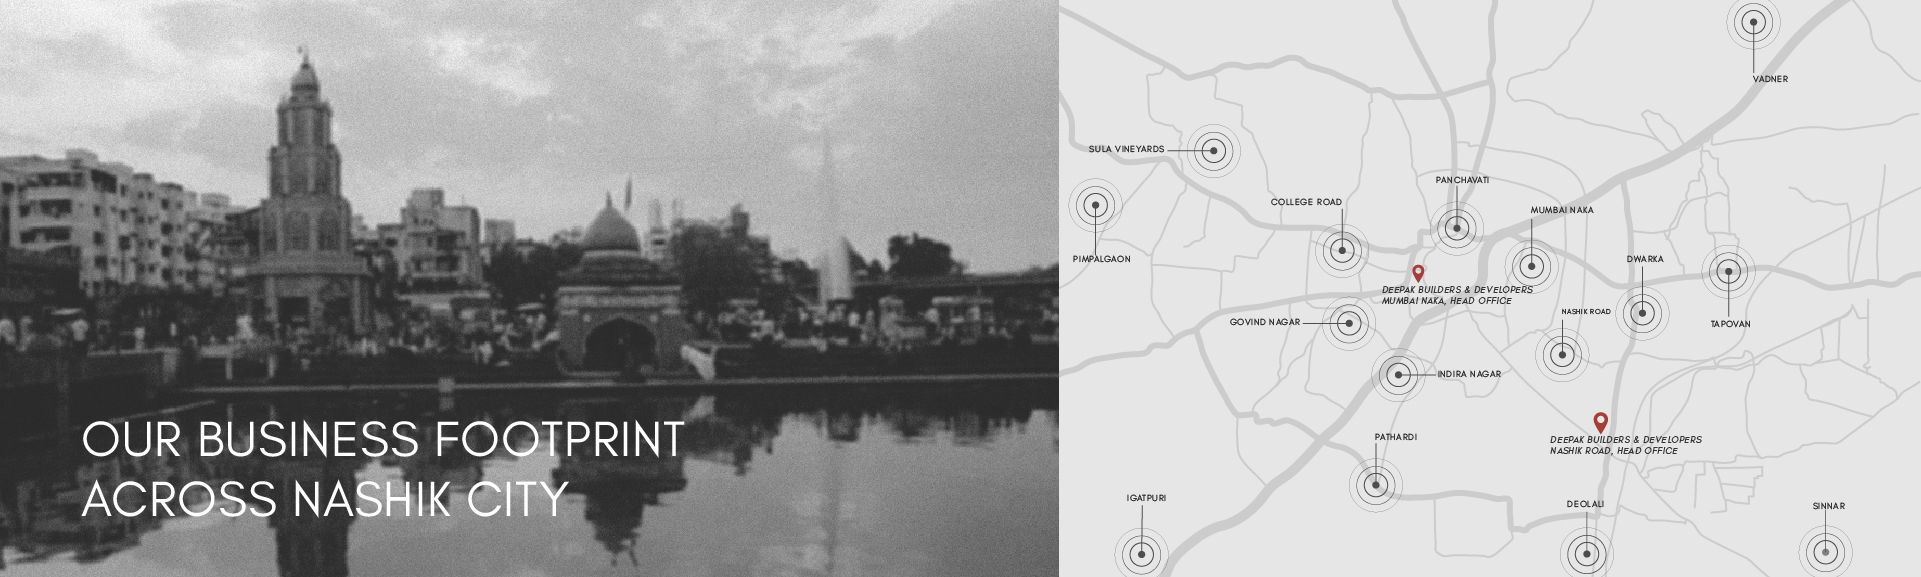 OUR BUSINESS FOOTPRINT
ACROSS NASHIK CITY
VADNER
SULA VINEYARDS
PANCHAVATI
COLLEGE ROAD
MUMBAI NAKA
PIMPALGAON
DWARKA
DEEPAK BUILDERS & DEVELOPERS
MUMBAI NAKA, HEAD OFFICE
NASHIK ROAD
GOVIND NAGAR
TAPOVAN
INDIRA NAGAR
PATHARDI
DEEPAK BUILDERS & DEVELOPERS
NASHIK ROAD, HEAD OFFICE
IGATPURI
DEOLALI
SINNAR